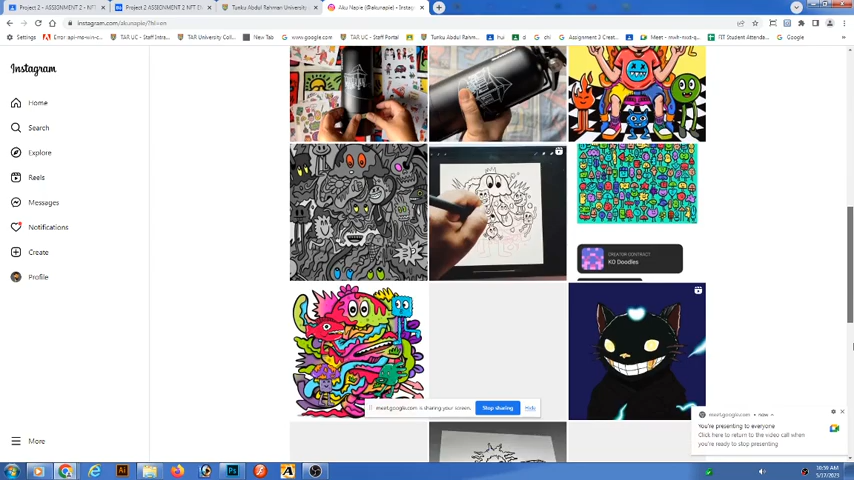 Project 2 - ASSIGNMENT 2 - NFT
Project 2 - ASSIGNMENT 2 NFT E
Tunku Abdul Rahman University
Aku Napie (@akunapie) • Insta
instagram.com/akunapie/?hl=en
Settings
TAR UC - Staff Intra...
TAR University Coll...
New Tab
www.google.com
Tunku Abdul Rahm...
hui
d
chi
Assignment 2 Creat...
TAR UC - Staff Portal
FIT Student Attend...
Google
Instagram
Home
Search
Explore
Reels
Messages
Notifications
Create
Profile
More
CREATOR CONTRACT
KO Doodles
meet.google.com is sharing your screen.
Stop sharing
Hide
meet.google.com • now
You're presenting to everyone
Click here to return to the video call when
you're ready to stop presenting
10:59 AM
5/17/2023